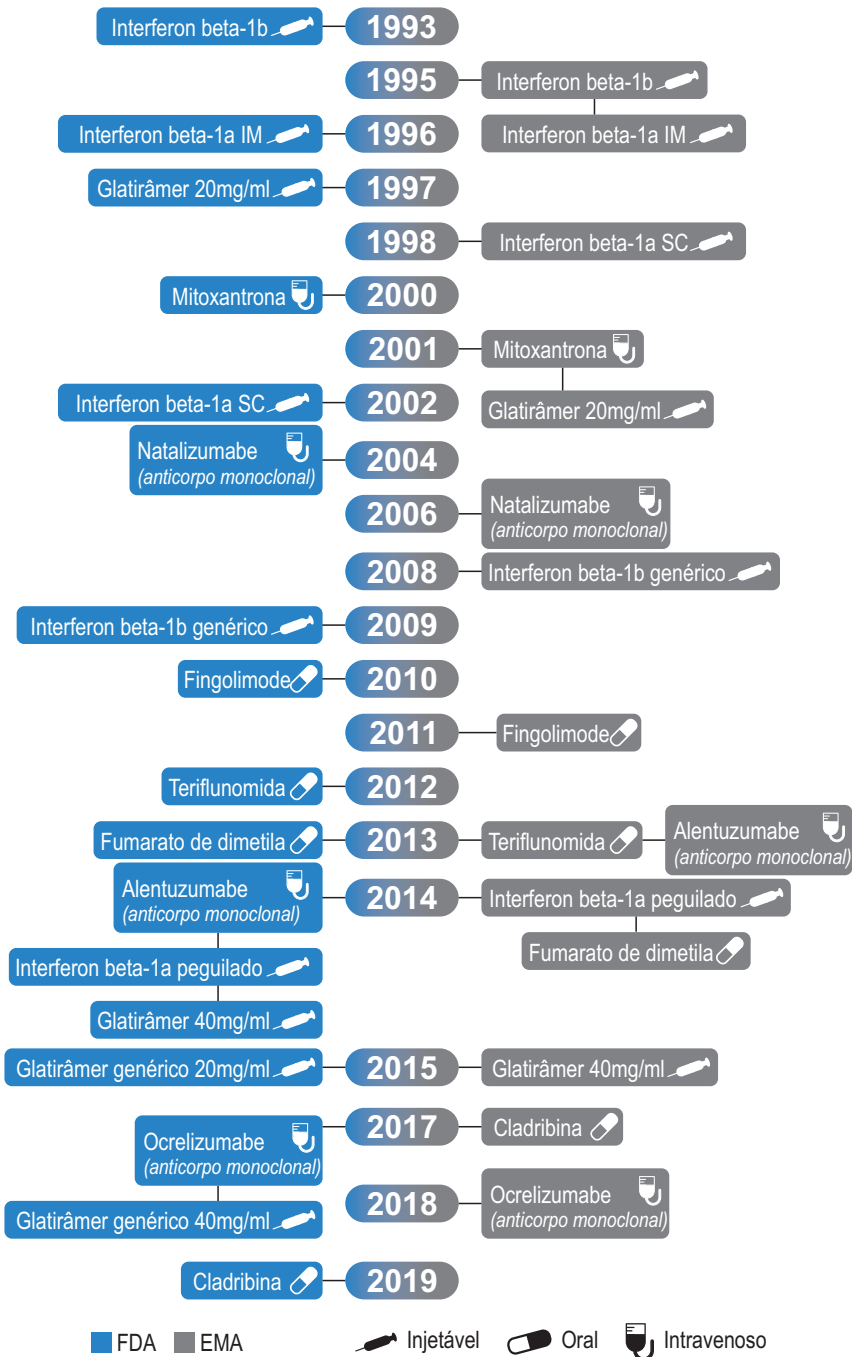 Interferon beta-1b
1993
1995
Interferon beta-1b
Interferon beta-1a IM
1996
Interferon beta-1a IM
Glatirâmer 20mg/ml
1997
1998
Interferon beta-1a SC
Mitoxantrona
2000
2001
Mitoxantrona
Interferon beta-1a SC
2002
Glatirâmer 20mg/ml
Natalizumabe
(anticorpo monoclonal)
2004
2006
Natalizumabe
(anticorpo monoclonal)
2008
Interferon beta-1b genérico
Interferon beta-1b genérico
2009
Fingolimode
2010
2011
Fingolimode
Teriflunomida
2012
Fumarato de dimetila
2013
Teriflunomida
Alentuzumabe
(anticorpo monoclonal)
Alentuzumabe
(anticorpo monoclonal)
2014
Interferon beta-1a peguilado
Fumarato de dimetila
Interferon beta-1a peguilado
Glatirâmer 40mg/ml
Glatirâmer genérico 20mg/ml
2015
Glatirâmer 40mg/ml
Ocrelizumabe
(anticorpo monoclonal)
2017
Cladribina
Glatirâmer genérico 40mg/ml
2018
Ocrelizumabe
(anticorpo monoclonal)
Cladribina
2019
FDA
EMA
Injetável
Oral
Intravenoso